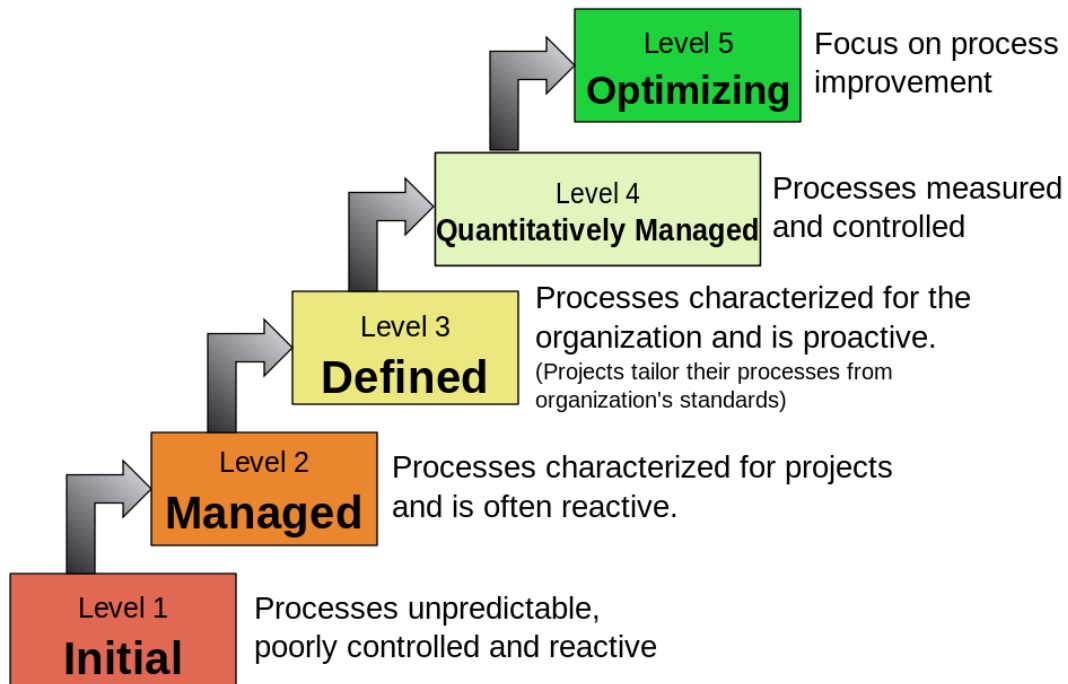 Level 5
Optimizing
Focus on process
improvement
Level 4
Quantitatively Managed
Processes measured
and controlled
Level 3
Defined
Processes characterized for the
organization and is proactive.
(Projects tailor their processes from
organization's standards)
Level 2
Managed
Processes characterized for projects
and is often reactive.
Level 1
Initial
Processes unpredictable,
poorly controlled and reactive